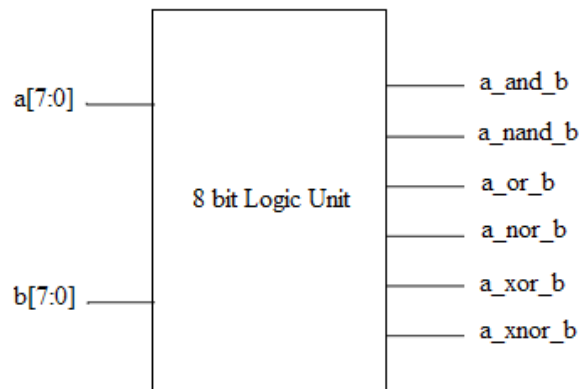 a[7:0]
b[7:0]
8 bit Logic Unit
a_and_b
a_nand_b
a_or_b
a_nor_b
a_xor_b
a_xnor_b